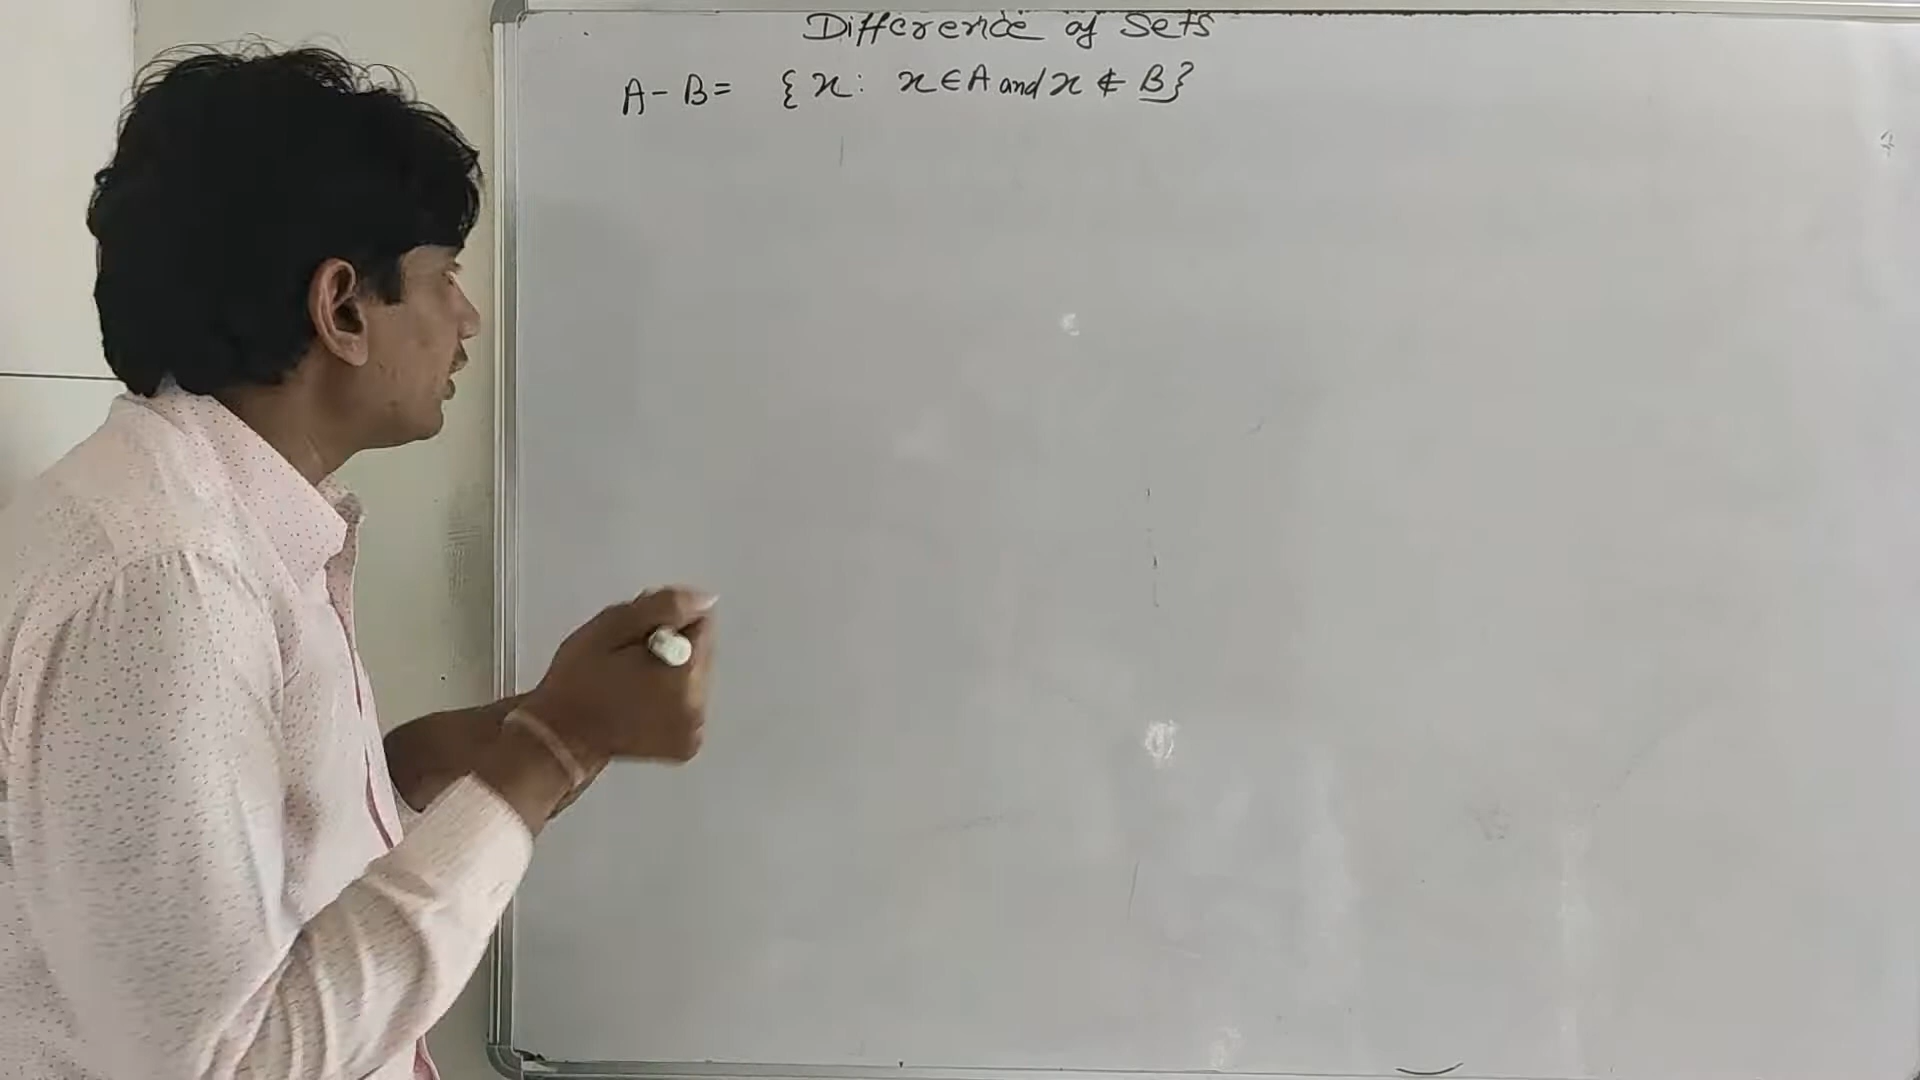 Difference of Sets
A - B = {x : x ∈ A and x ∉ B}